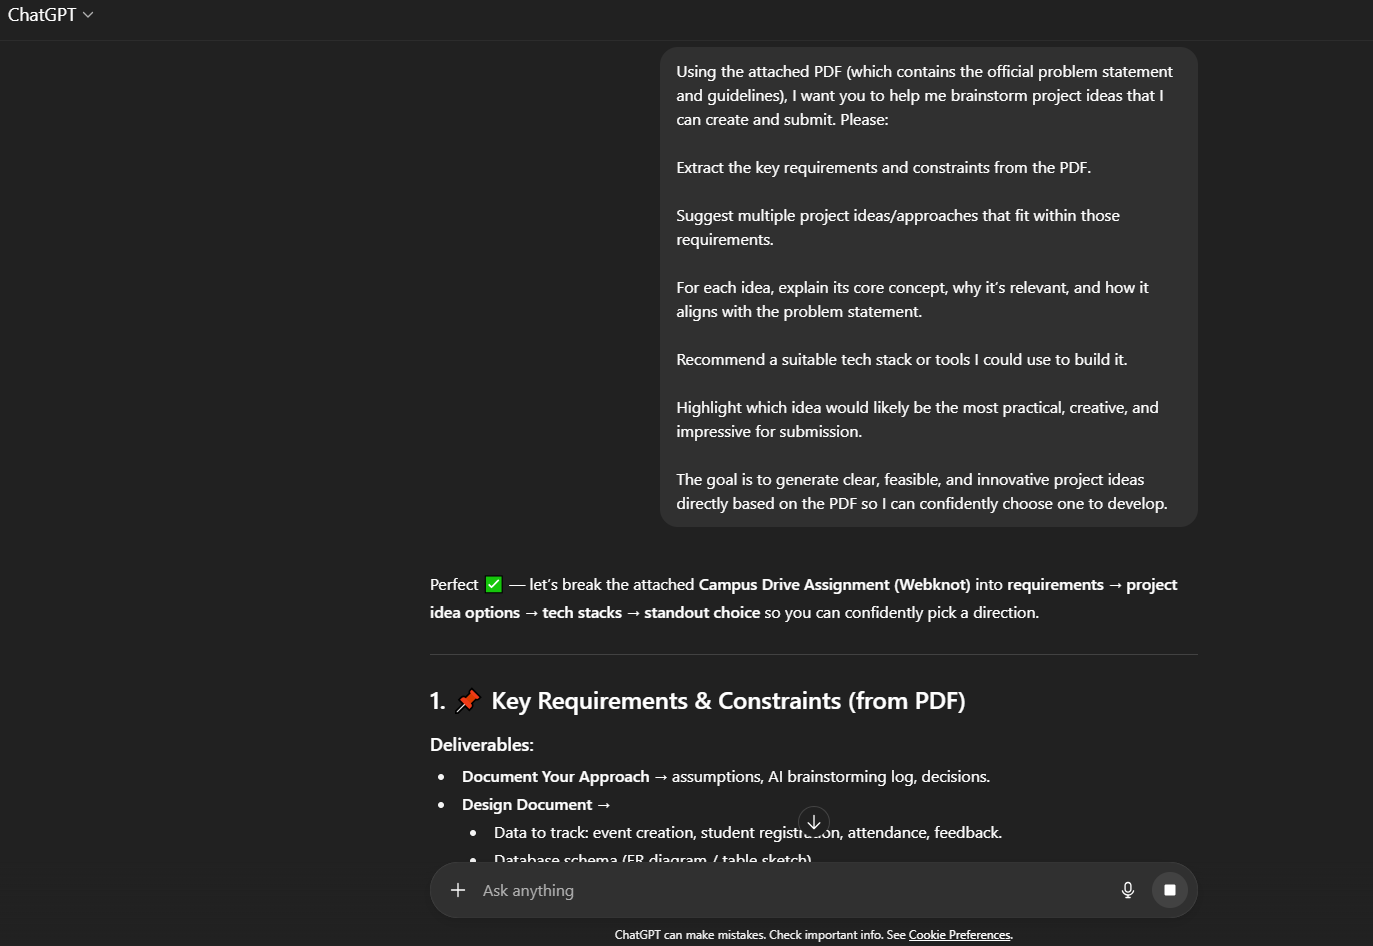 ChatGPT
Using the attached PDF (which contains the official problem statement
and guidelines), I want you to help me brainstorm project ideas that I
can create and submit. Please:
Extract the key requirements and constraints from the PDF.
Suggest multiple project ideas/approaches that fit within those
requirements.
For each idea, explain its core concept, why it’s relevant, and how it
aligns with the problem statement.
Recommend a suitable tech stack or tools I could use to build it.
Highlight which idea would likely be the most practical, creative, and
impressive for submission.
The goal is to generate clear, feasible, and innovative project ideas
directly based on the PDF so I can confidently choose one to develop.
Perfect ✅ — let’s break the attached Campus Drive Assignment (Webknot) into requirements → project
idea options → tech stacks → standout choice so you can confidently pick a direction.
1. 📌 Key Requirements & Constraints (from PDF)
Deliverables:
• Document Your Approach → assumptions, AI brainstorming log, decisions.
• Design Document →
• Data to track: event creation, student registration, attendance, feedback.
• Database schema (ER diagram / table sketch)
Ask anything
ChatGPT can make mistakes. Check important info. See Cookie Preferences.